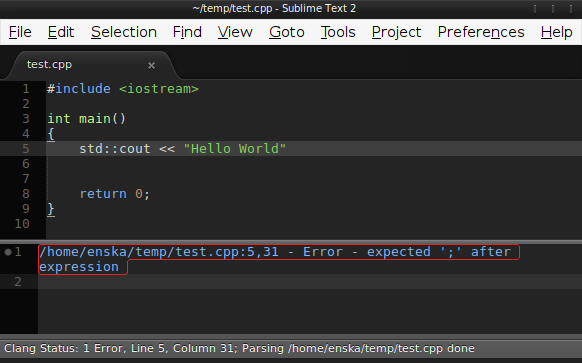 ~/temp/test.cpp - Sublime Text 2
File Edit Selection Find View Goto Tools Project Preferences Help
test.cpp ×
1 #include <iostream>
2
3 int main()
4 {
5 std::cout << "Hello World"
6
7
8 return 0;
9 }
10
1 /home/enska/temp/test.cpp:5,31 - Error - expected ';' after
expression
2
Clang Status: 1 Error, Line 5, Column 31; Parsing /home/enska/temp/test.cpp done